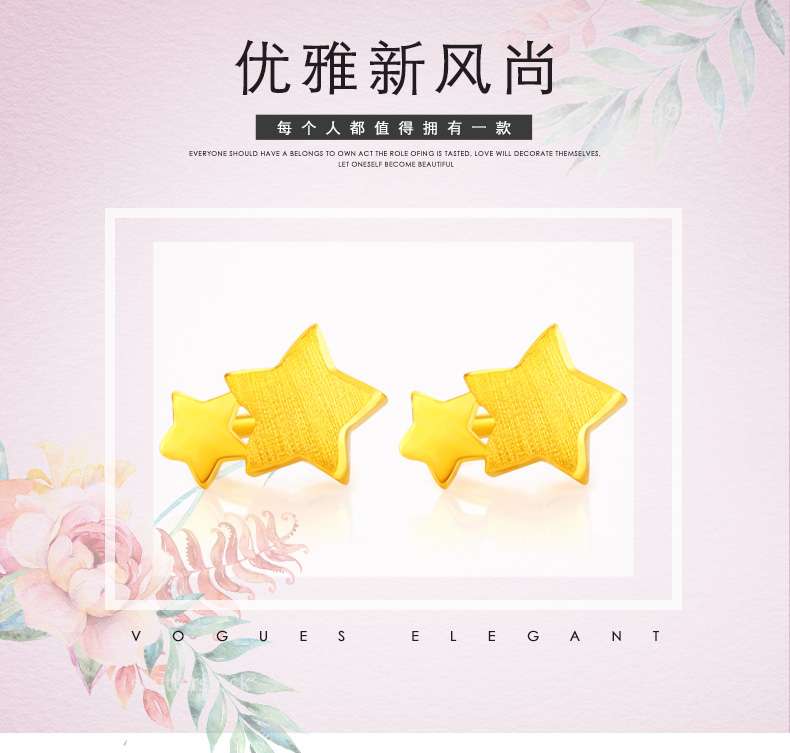 优雅新风尚
每个人都值得拥有一款
EVERYONE SHOULD HAVE A BELONGS TO OWN ACT THE ROLE OFING IS TASTED, LOVE WILL DECORATE THEMSELVES,
LET ONESELF BECOME BEAUTIFUL
VOGUES ELEGANT